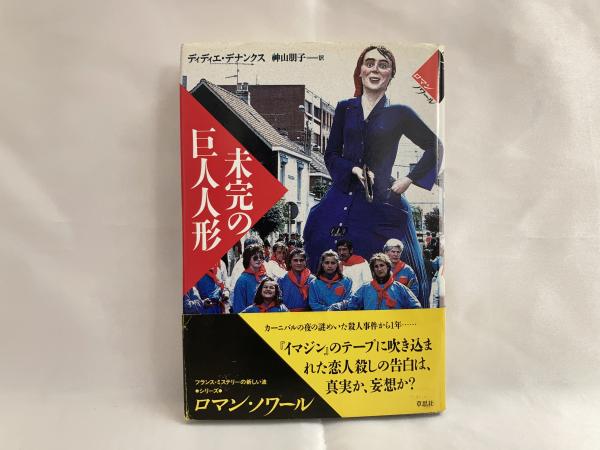 ディディエ・デナンクス 神山朋子──訳
ロマン
ノワール
未完の
巨人人形
カーニバルの夜の謎めいた殺人事件から1年……
『イマジン』のテープに吹き込ま
れた恋人殺しの告白は、
真実か、妄想か?
フランス・ミステリーの新しい波
●シリーズ●
ロマン・ノワール
草思社